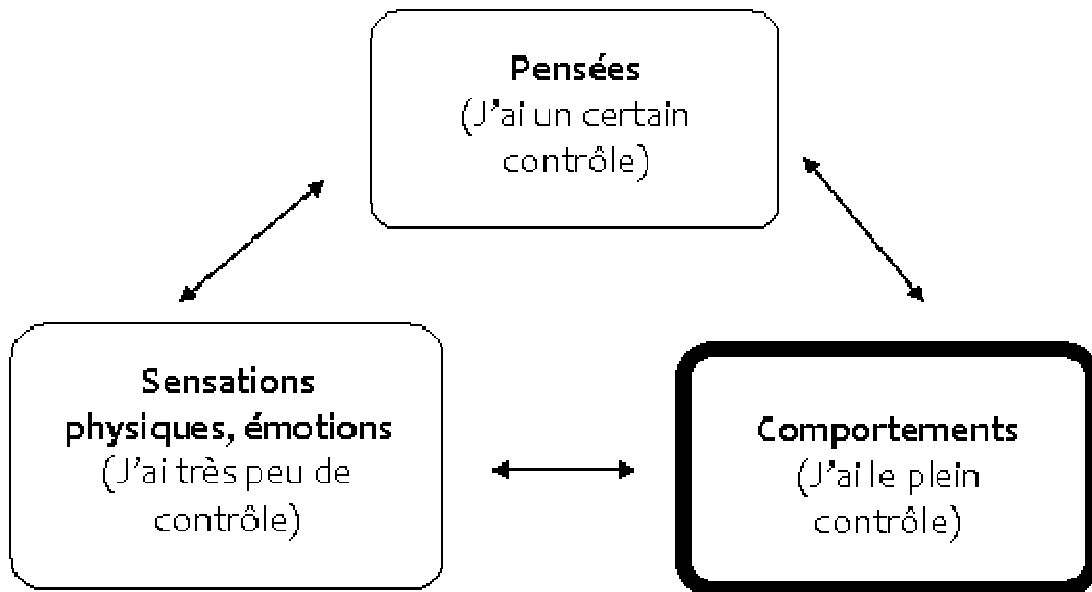 Pensées
(J'ai un certain
contrôle)
Sensations
physiques, émotions
(J'ai très peu de
contrôle)
Comportements
(J'ai le plein
contrôle)